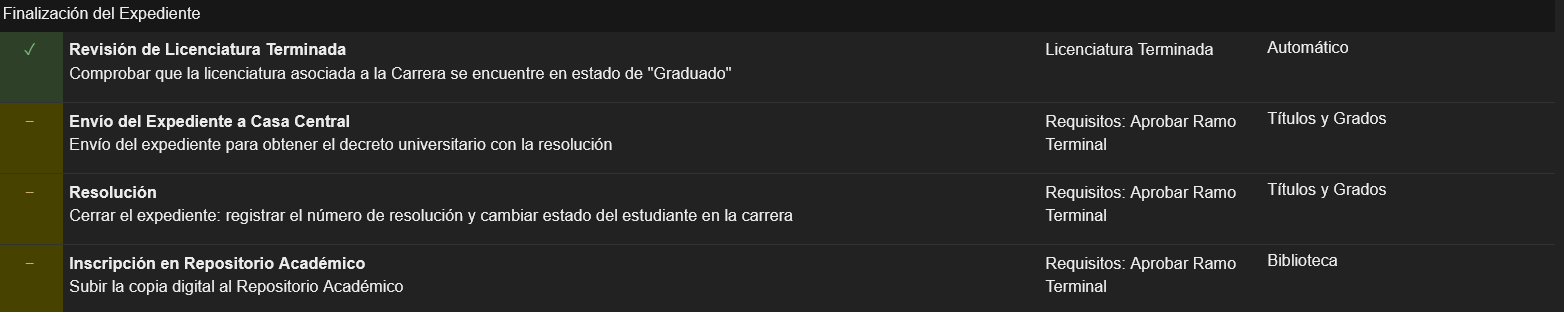 Finalización del Expediente
✓ Revisión de Licenciatura Terminada Licenciatura Terminada Automático
Comprobar que la licenciatura asociada a la Carrera se encuentre en estado de "Graduado"
– Envío del Expediente a Casa Central Requisitos: Aprobar Ramo Títulos y Grados
Envío del expediente para obtener el decreto universitario con la resolución Terminal
– Resolución Requisitos: Aprobar Ramo Títulos y Grados
Cerrar el expediente: registrar el número de resolución y cambiar estado del estudiante en la carrera Terminal
– Inscripción en Repositorio Académico Requisitos: Aprobar Ramo Biblioteca
Subir la copia digital al Repositorio Académico Terminal